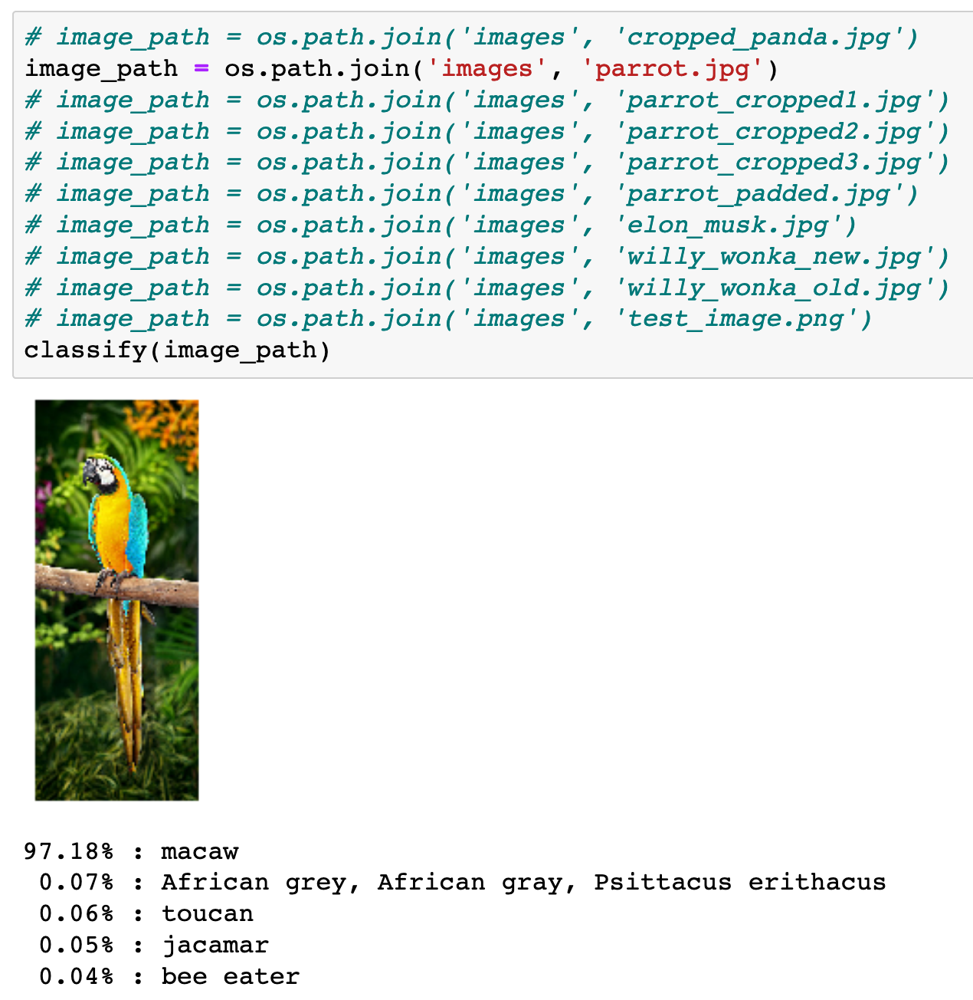 # image_path = os.path.join('images', 'cropped_panda.jpg')
image_path = os.path.join('images', 'parrot.jpg')
# image_path = os.path.join('images', 'parrot_cropped1.jpg')
# image_path = os.path.join('images', 'parrot_cropped2.jpg')
# image_path = os.path.join('images', 'parrot_cropped3.jpg')
# image_path = os.path.join('images', 'parrot_padded.jpg')
# image_path = os.path.join('images', 'elon_musk.jpg')
# image_path = os.path.join('images', 'willy_wonka_new.jpg')
# image_path = os.path.join('images', 'willy_wonka_old.jpg')
# image_path = os.path.join('images', 'test_image.png')
classify(image_path)
97.18% : macaw
0.07% : African grey, African gray, Psittacus erithacus
0.06% : toucan
0.05% : jacamar
0.04% : bee eater